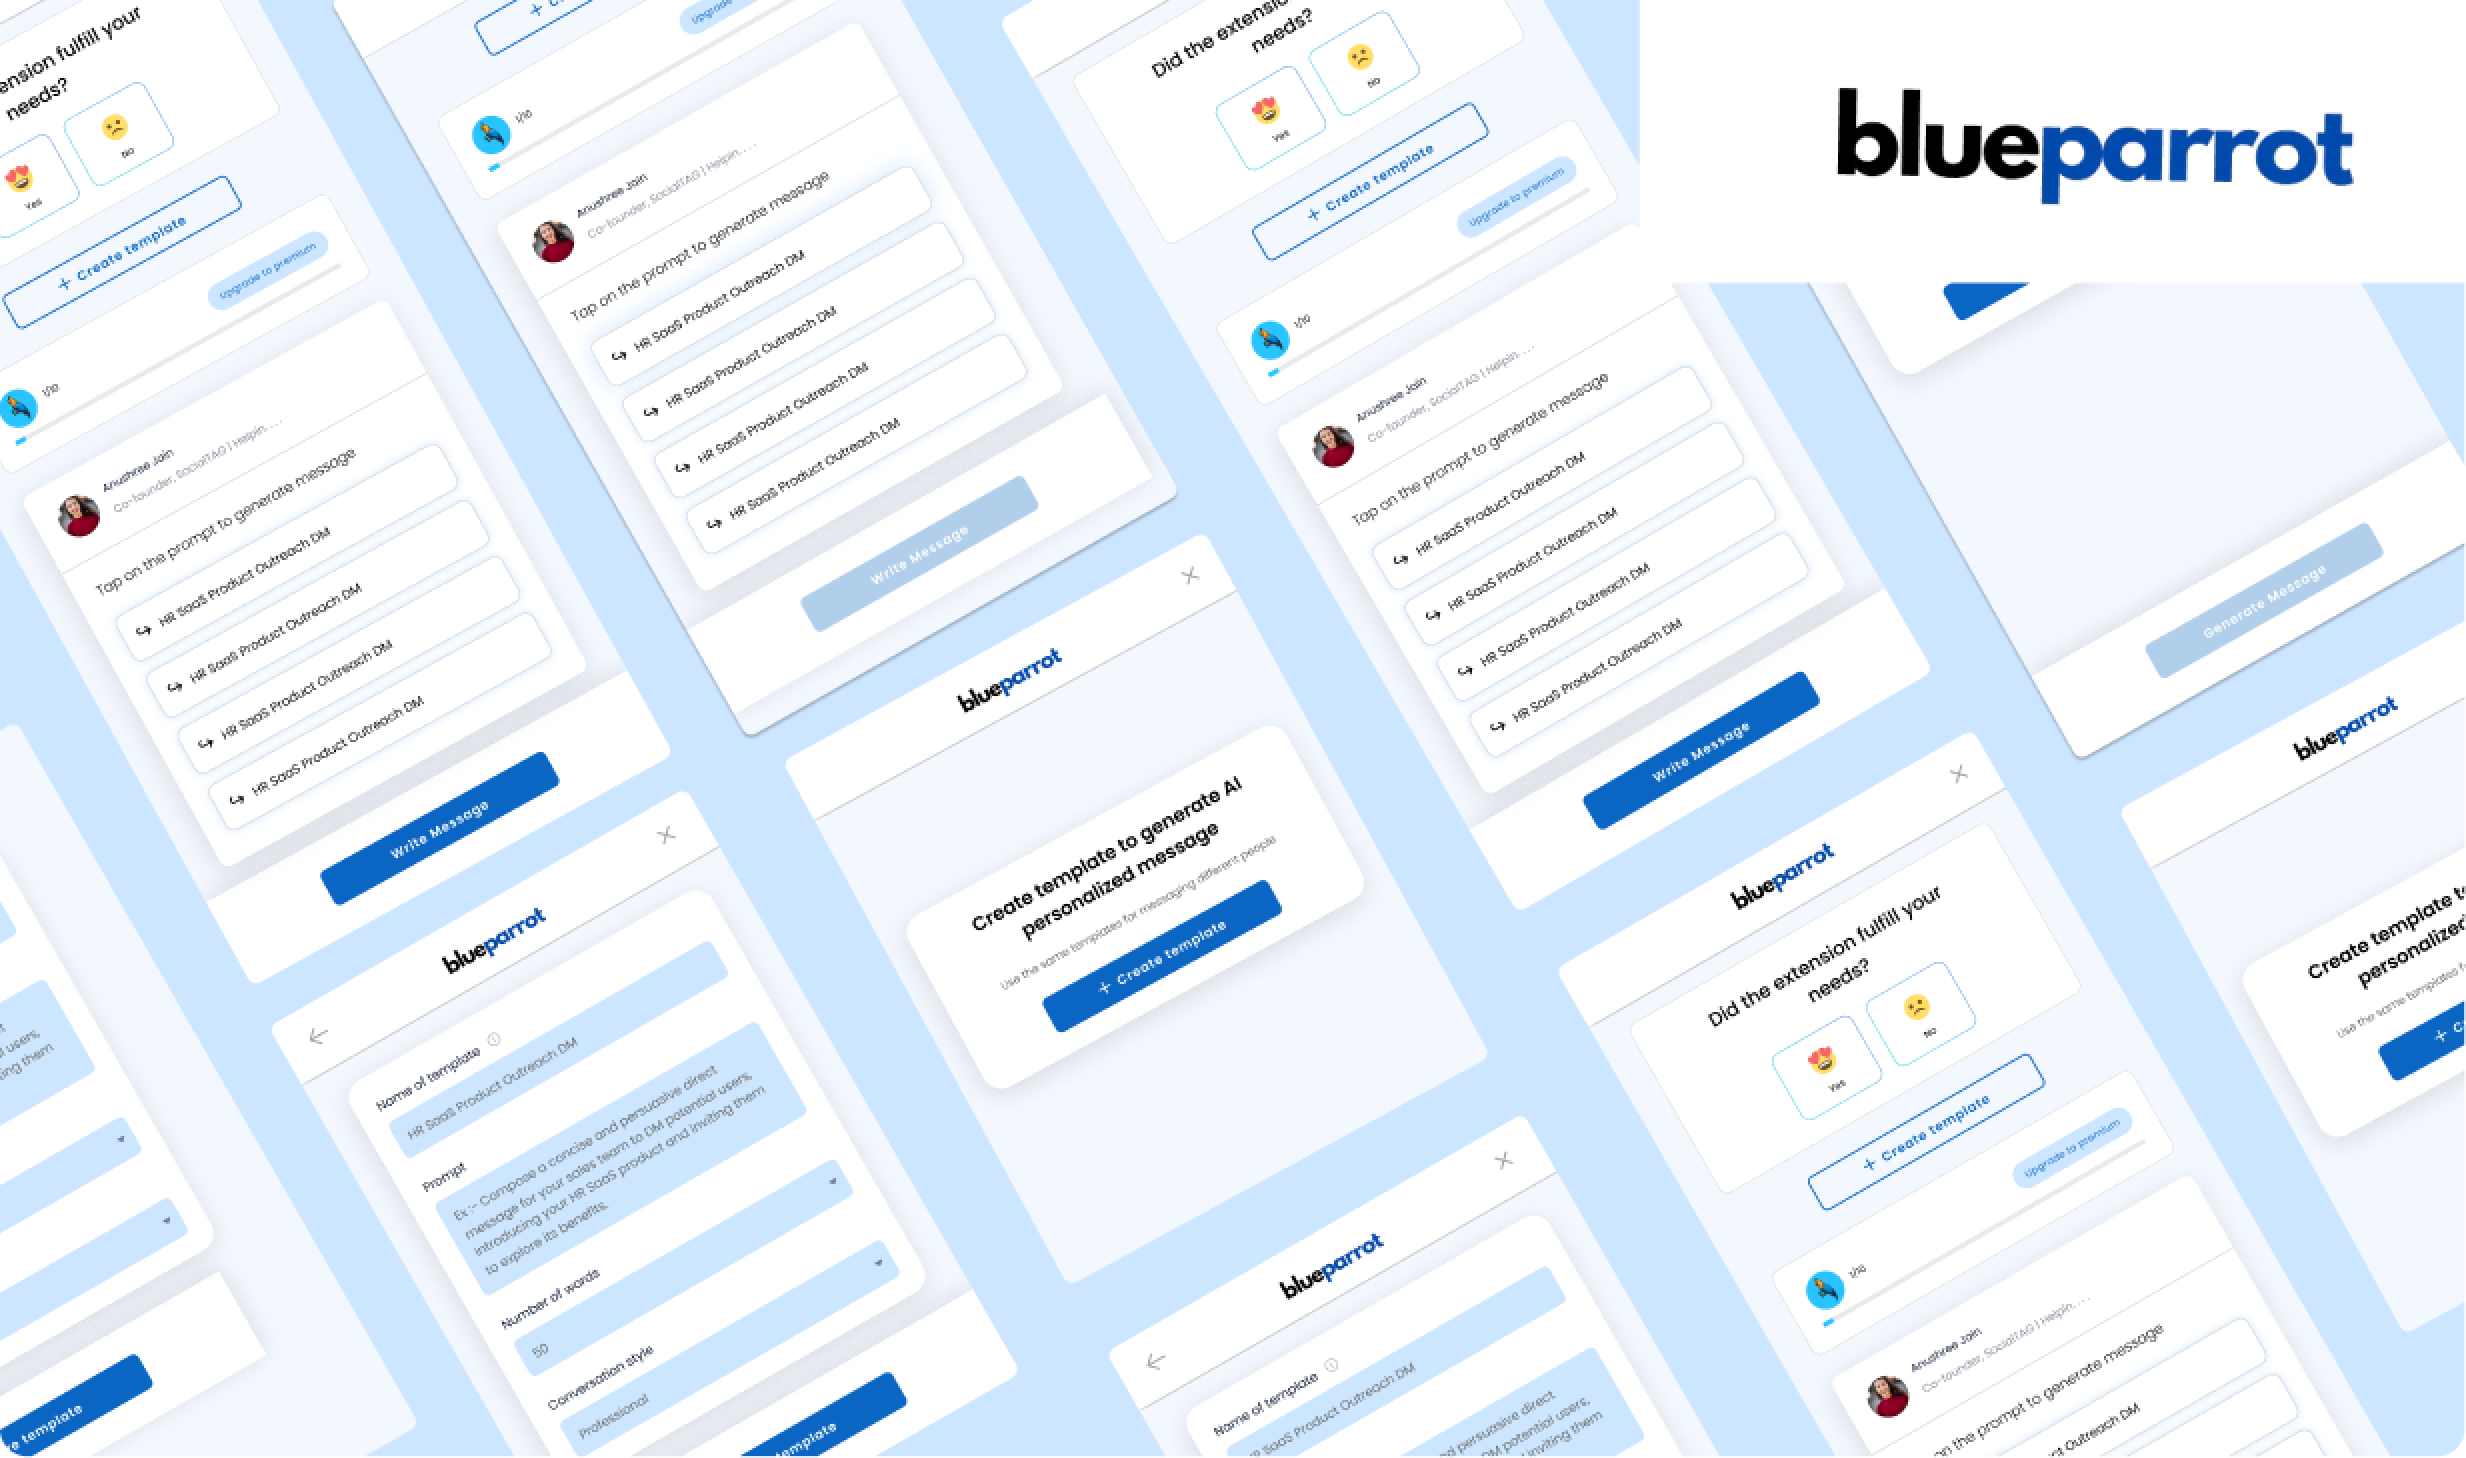 blueparrot
ension fulfill your
needs?
Yes
No
+ Create template
Upgrade to premium
1/10
Anushree Jain
Co-founder, SocialTAG | Helpin....
Tap on the prompt to generate message
HR SaaS Product Outreach DM
HR SaaS Product Outreach DM
HR SaaS Product Outreach DM
HR SaaS Product Outreach DM
Write Message
Upgrade
1/10
Anushree Jain
Co-founder, SocialTAG | Helpin....
Tap on the prompt to generate message
HR SaaS Product Outreach DM
HR SaaS Product Outreach DM
HR SaaS Product Outreach DM
HR SaaS Product Outreach DM
Write Message
Did the extensio
needs?
Yes
No
+ Create template
Upgrade to premium
1/10
Anushree Jain
Co-founder, SocialTAG | Helpin....
Tap on the prompt to generate message
HR SaaS Product Outreach DM
HR SaaS Product Outreach DM
HR SaaS Product Outreach DM
HR SaaS Product Outreach DM
Write Message
Generate Message
users,
ing them
e template
blueparrot
Name of template
HR SaaS Product Outreach DM
Prompt
Ex :- Compose a concise and persuasive direct
message for your sales team to DM potential users,
introducing your HR SaaS product and inviting them
to explore its benefits.
Number of words
50
Conversation style
Professional
template
blueparrot
Create template to generate AI
personalized message
Use the same templates for messaging different people
+ Create template
blueparrot
Name of template
SaaS Product Outreach DM
d persuasive direct
DM potential users,
inviting them
blueparrot
Did the extension fulfill your
needs?
Yes
No
+ Create template
Upgrade to premium
1/10
Anushree Jain
Co-founder, SocialTAG | Helpin....
on the prompt to generate message
t Outreach DM
blueparrot
Create template t
personalized
Use the same templates f
+ C